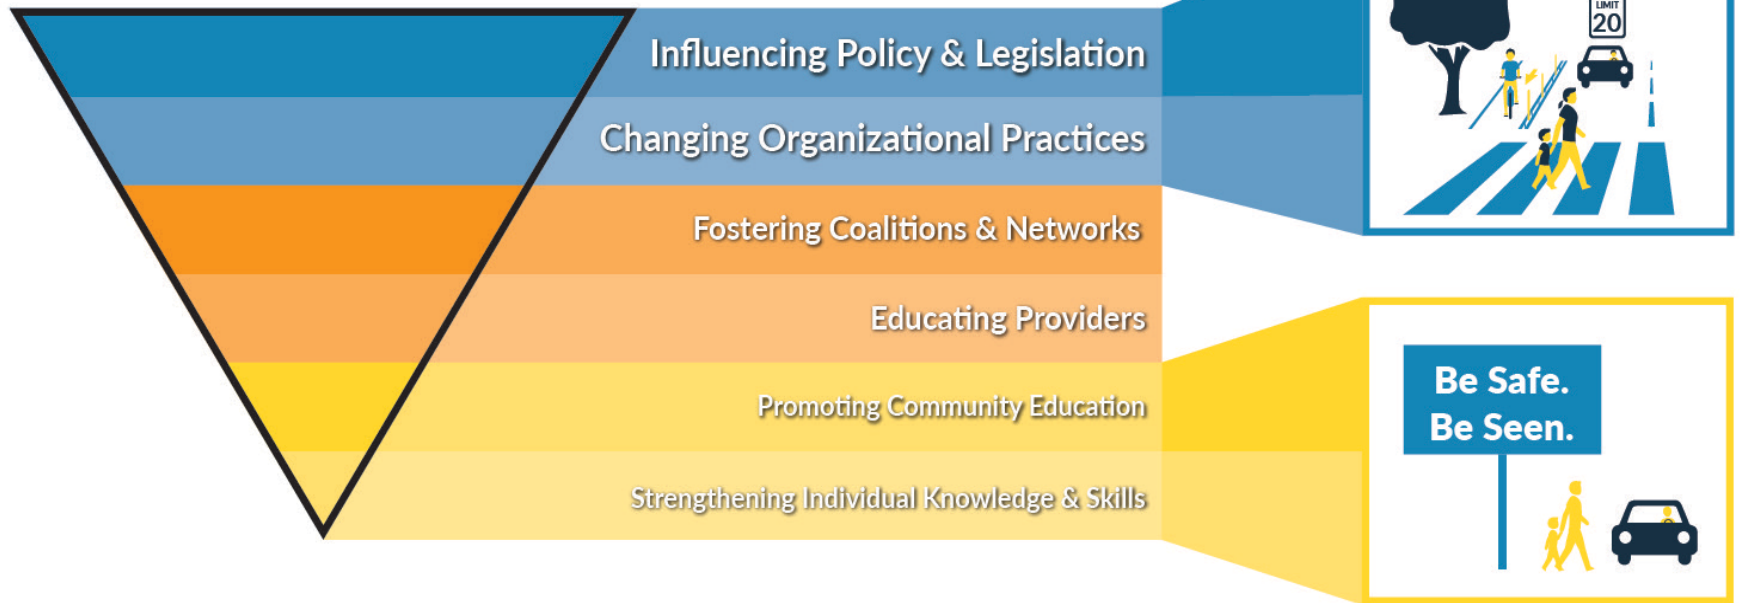 LIMIT
20
Influencing Policy & Legislation
Changing Organizational Practices
Fostering Coalitions & Networks
Educating Providers
Promoting Community Education
Strengthening Individual Knowledge & Skills
Be Safe.
Be Seen.